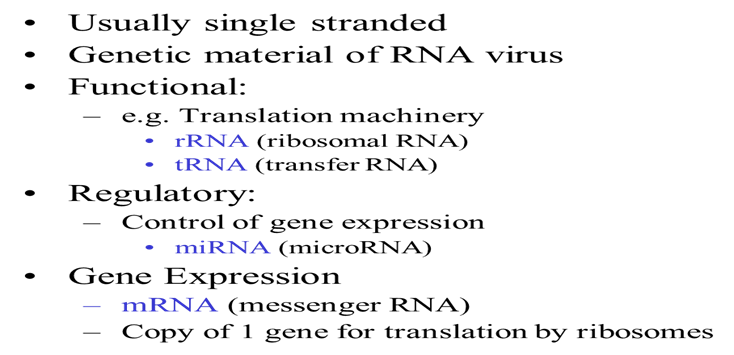 • Usually single stranded
• Genetic material of RNA virus
• Functional:
– e.g. Translation machinery
• rRNA (ribosomal RNA)
• tRNA (transfer RNA)
• Regulatory:
– Control of gene expression
• miRNA (microRNA)
• Gene Expression
– mRNA (messenger RNA)
– Copy of 1 gene for translation by ribosomes